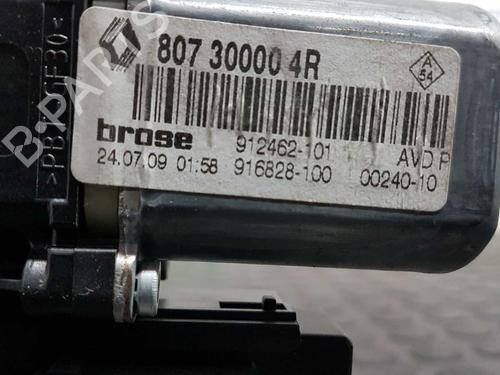 807 30000 4R
A
54
brose
912462-101
AVD P
24.07.09 01:58
916828-100
00240-10
B-PARTS